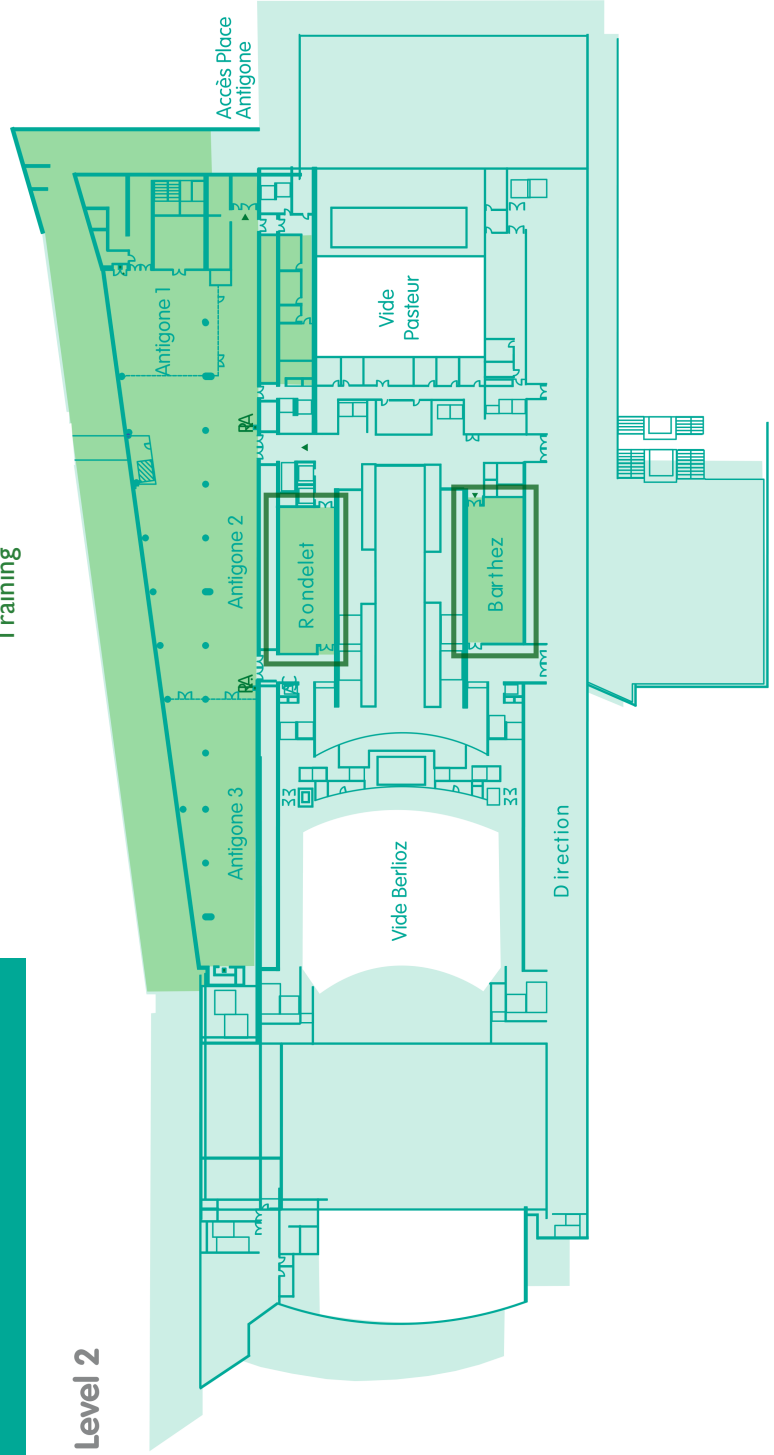 Training
Level 2
Accès Place
Antigone
Antigone 1
Antigone 2
Antigone 3
Vide
Pasteur
Rondelet
Barthez
Vide Berlioz
Direction